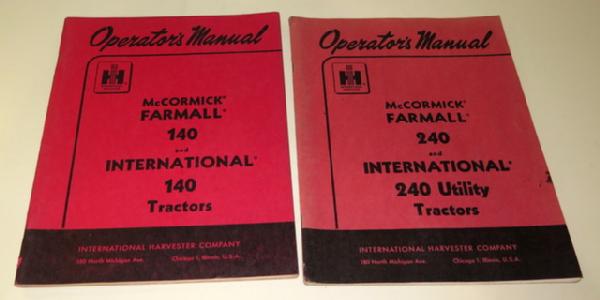 Operator's Manual
IH
McCORMICK®
FARMALL®
140
and
INTERNATIONAL®
140
Tractors
INTERNATIONAL HARVESTER COMPANY
180 North Michigan Ave. Chicago 1, Illinois, U.S.A.
Operator's Manual
IH
McCORMICK®
FARMALL®
240
and
INTERNATIONAL®
240 Utility
Tractors
INTERNATIONAL HARVESTER COMPANY
180 North Michigan Ave. Chicago 1, Illinois, U.S.A.